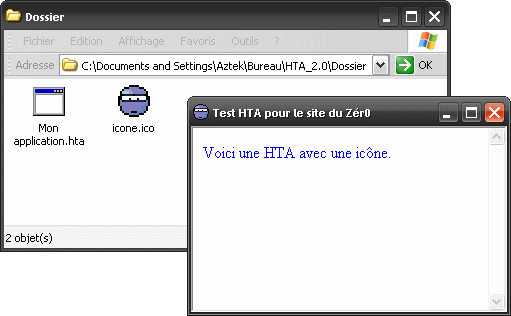 Dossier
Fichier Edition Affichage Favoris Outils ?
Adresse C:\Documents and Settings\Aztek\Bureau\HTA_2.0\Dossier OK
Mon
application.hta
icone.ico
2 objet(s)
Test HTA pour le site du Zér0
Voici une HTA avec une icône.